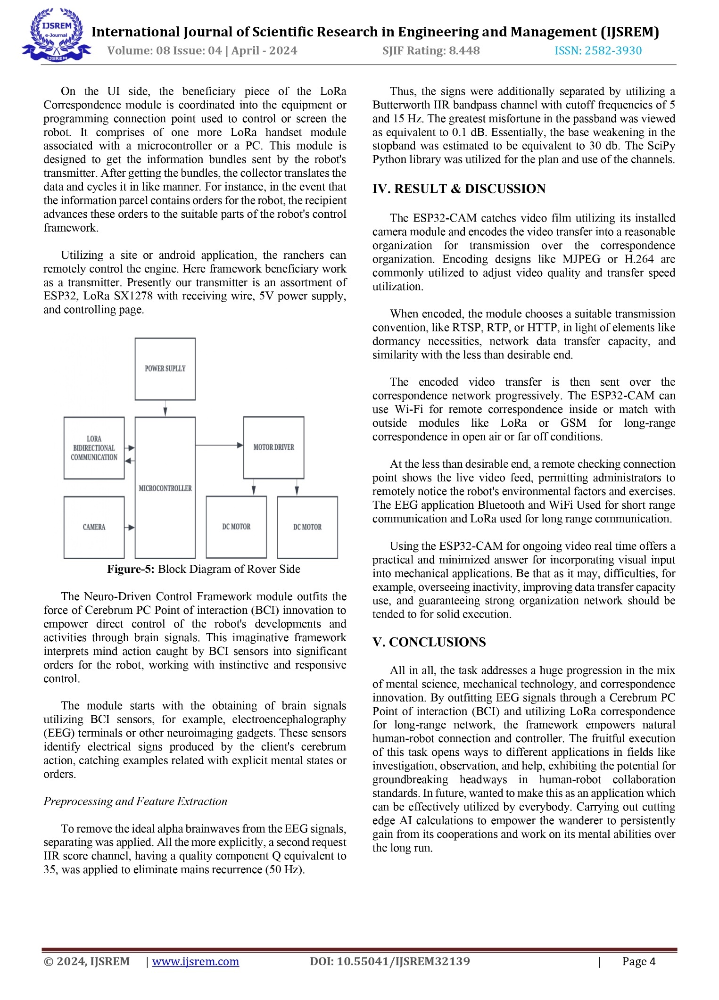 IJSREM
e-Journal
IJSREM
International Journal of Scientific Research in Engineering and Management (IJSREM)
Volume: 08 Issue: 04 | April - 2024 SJIF Rating: 8.448 ISSN: 2582-3930
On the UI side, the beneficiary piece of the LoRa
Correspondence module is coordinated into the equipment or
programming connection point used to control or screen the
robot. It comprises of one more LoRa handset module
associated with a microcontroller or a PC. This module is
designed to get the information bundles sent by the robot's
transmitter. After getting the bundles, the collector translates the
data and cycles it in like manner. For instance, in the event that
the information parcel contains orders for the robot, the recipient
advances these orders to the suitable parts of the robot's control
framework.
Utilizing a site or android application, the ranchers can
remotely control the engine. Here framework beneficiary work
as a transmitter. Presently our transmitter is an assortment of
ESP32, LoRa SX1278 with receiving wire, 5V power supply,
and controlling page.
POWER SUPLLY
LORA
BIDIRECTIONAL
COMMUNICATION
MOTOR DRIVER
MICROCONTROLLER
CAMERA
DC MOTOR
DC MOTOR
Figure-5: Block Diagram of Rover Side
The Neuro-Driven Control Framework module outfits the
force of Cerebrum PC Point of interaction (BCI) innovation to
empower direct control of the robot's developments and
activities through brain signals. This imaginative framework
interprets mind action caught by BCI sensors into significant
orders for the robot, working with instinctive and responsive
control.
The module starts with the obtaining of brain signals
utilizing BCI sensors, for example, electroencephalography
(EEG) terminals or other neuroimaging gadgets. These sensors
identify electrical signs produced by the client's cerebrum
action, catching examples related with explicit mental states or
orders.
Preprocessing and Feature Extraction
To remove the ideal alpha brainwaves from the EEG signals,
separating was applied. All the more explicitly, a second request
IIR score channel, having a quality component Q equivalent to
35, was applied to eliminate mains recurrence (50 Hz).
Thus, the signs were additionally separated by utilizing a
Butterworth IIR bandpass channel with cutoff frequencies of 5
and 15 Hz. The greatest misfortune in the passband was viewed
as equivalent to 0.1 dB. Essentially, the base weakening in the
stopband was estimated to be equivalent to 30 db. The SciPy
Python library was utilized for the plan and use of the channels.
IV. RESULT & DISCUSSION
The ESP32-CAM catches video film utilizing its installed
camera module and encodes the video transfer into a reasonable
organization for transmission over the correspondence
organization. Encoding designs like MJPEG or H.264 are
commonly utilized to adjust video quality and transfer speed
utilization.
When encoded, the module chooses a suitable transmission
convention, like RTSP, RTP, or HTTP, in light of elements like
dormancy necessities, network data transfer capacity, and
similarity with the less than desirable end.
The encoded video transfer is then sent over the
correspondence network progressively. The ESP32-CAM can
use Wi-Fi for remote correspondence inside or match with
outside modules like LoRa or GSM for long-range
correspondence in open air or far off conditions.
At the less than desirable end, a remote checking connection
point shows the live video feed, permitting administrators to
remotely notice the robot's environmental factors and exercises.
The EEG application Bluetooth and WiFi Used for short range
communication and LoRa used for long range communication.
Using the ESP32-CAM for ongoing video real time offers a
practical and minimized answer for incorporating visual input
into mechanical applications. Be that as it may, difficulties, for
example, overseeing inactivity, improving data transfer capacity
use, and guaranteeing strong organization network should be
tended to for solid execution.
V. CONCLUSIONS
All in all, the task addresses a huge progression in the mix
of mental science, mechanical technology, and correspondence
innovation. By outfitting EEG signals through a Cerebrum PC
Point of interaction (BCI) and utilizing LoRa correspondence
for long-range network, the framework empowers natural
human-robot connection and controller. The fruitful execution
of this task opens ways to different applications in fields like
investigation, observation, and help, exhibiting the potential for
groundbreaking headways in human-robot collaboration
standards. In future, wanted to make this as an application which
can be effectively utilized by everybody. Carrying out cutting
edge AI calculations to empower the wanderer to persistently
gain from its cooperations and work on its mental abilities over
the long run.
© 2024, IJSREM | www.ijsrem.com DOI: 10.55041/IJSREM32139 | Page 4